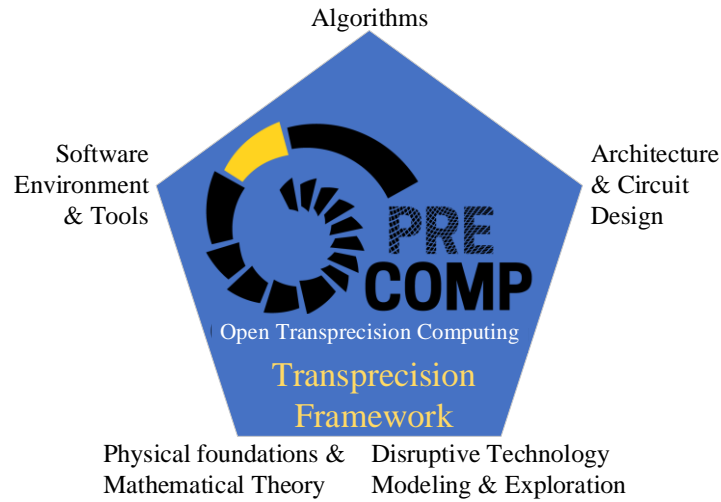 Algorithms
Software
Environment
& Tools
Architecture
& Circuit
Design
PRE
COMP
Open Transprecision Computing
Transprecision
Framework
Physical foundations &
Mathematical Theory
Disruptive Technology
Modeling & Exploration